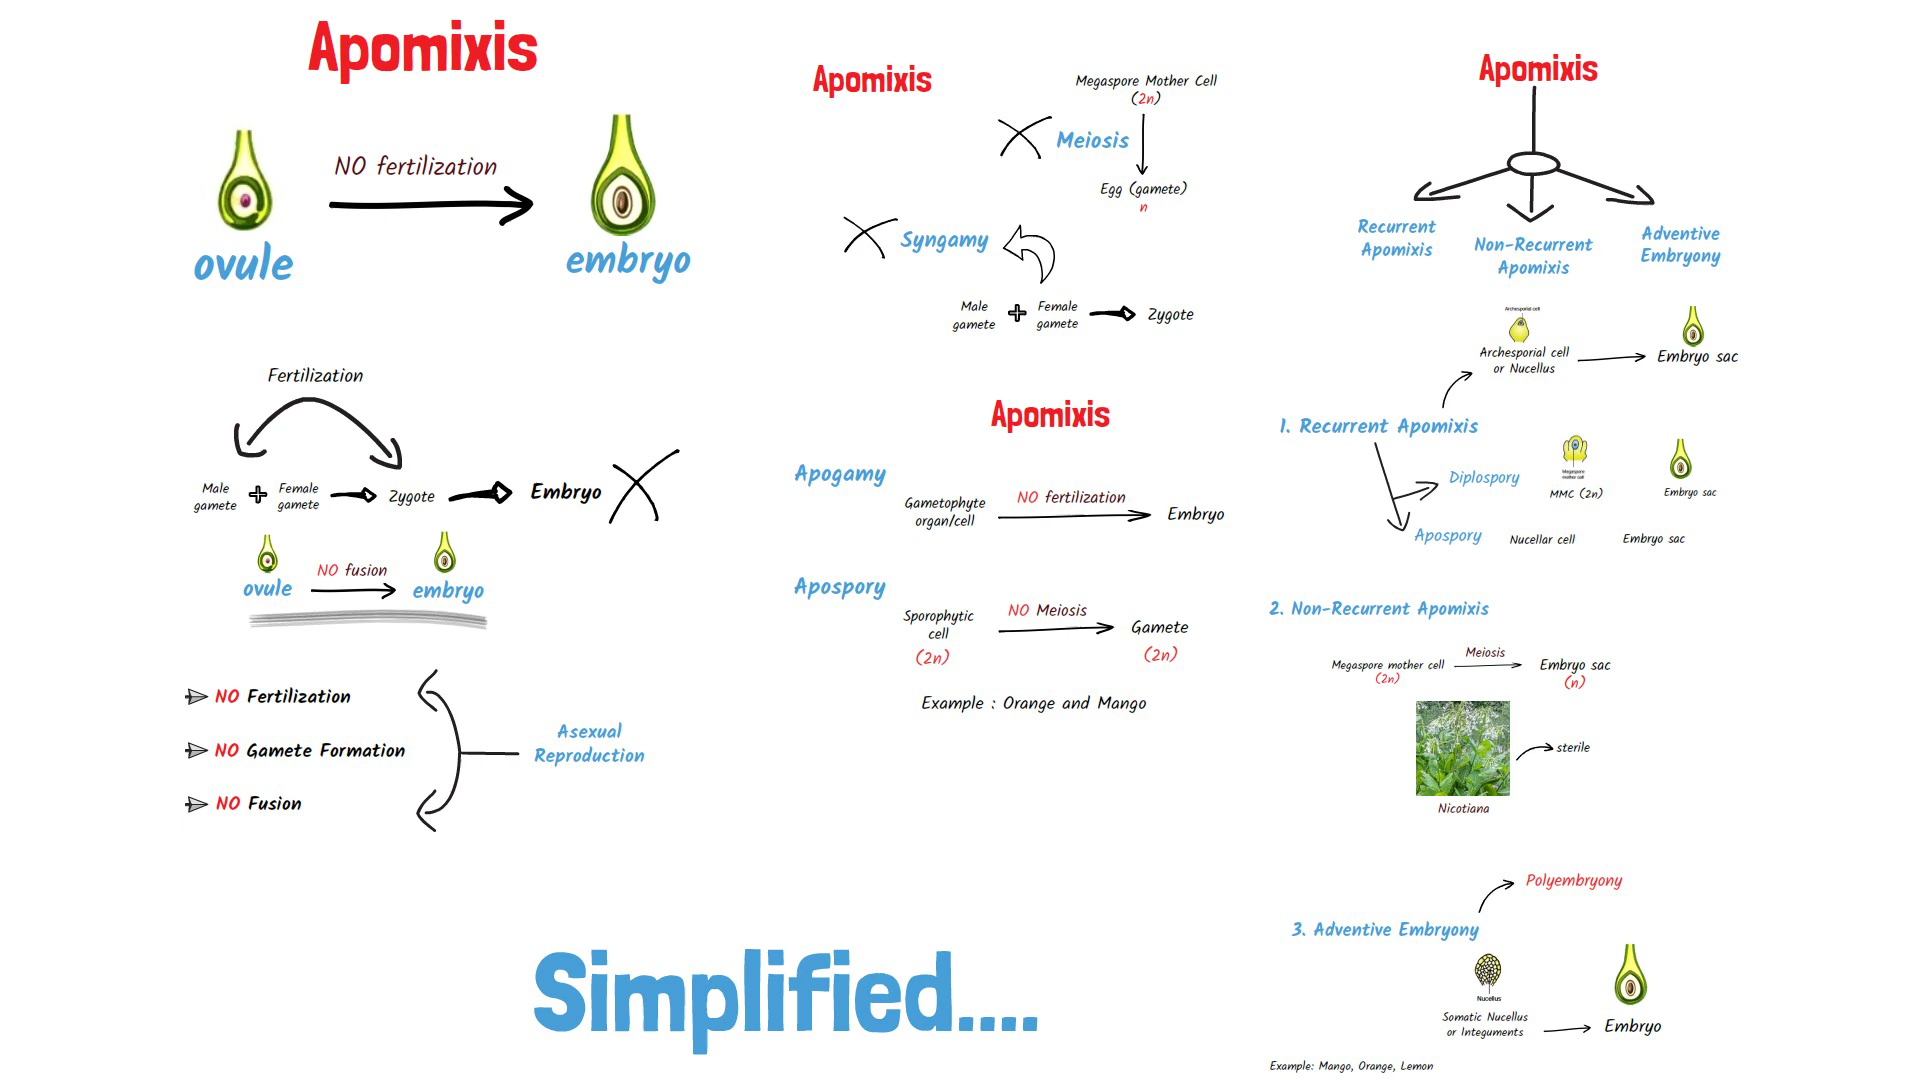 Apomixis
NO fertilization
ovule
embryo
Fertilization
Male
gamete
Female
gamete
Zygote
Embryo
NO fusion
ovule
embryo
NO Fertilization
NO Gamete Formation
NO Fusion
Asexual
Reproduction
Apomixis
Megaspore Mother Cell
(2n)
Meiosis
Egg (gamete)
n
Syngamy
Male
gamete
Female
gamete
Zygote
Apomixis
Apogamy
Gametophyte
organ/cell
NO fertilization
Embryo
Apospory
Sporophytic
cell
(2n)
NO Meiosis
Gamete
(2n)
Example : Orange and Mango
Apomixis
Recurrent
Apomixis
Non-Recurrent
Apomixis
Adventive
Embryony
Archesporial cell
Archesporial cell
or Nucellus
Embryo sac
1. Recurrent Apomixis
Diplospory
Megaspore
mother cell
MMC (2n)
Embryo sac
Apospory
Nucellar cell
Embryo sac
2. Non-Recurrent Apomixis
Megaspore mother cell
(2n)
Meiosis
Embryo sac
(n)
sterile
Nicotiana
Polyembryony
3. Adventive Embryony
Nucellus
Somatic Nucellus
or Integuments
Embryo
Example: Mango, Orange, Lemon
Simplified....